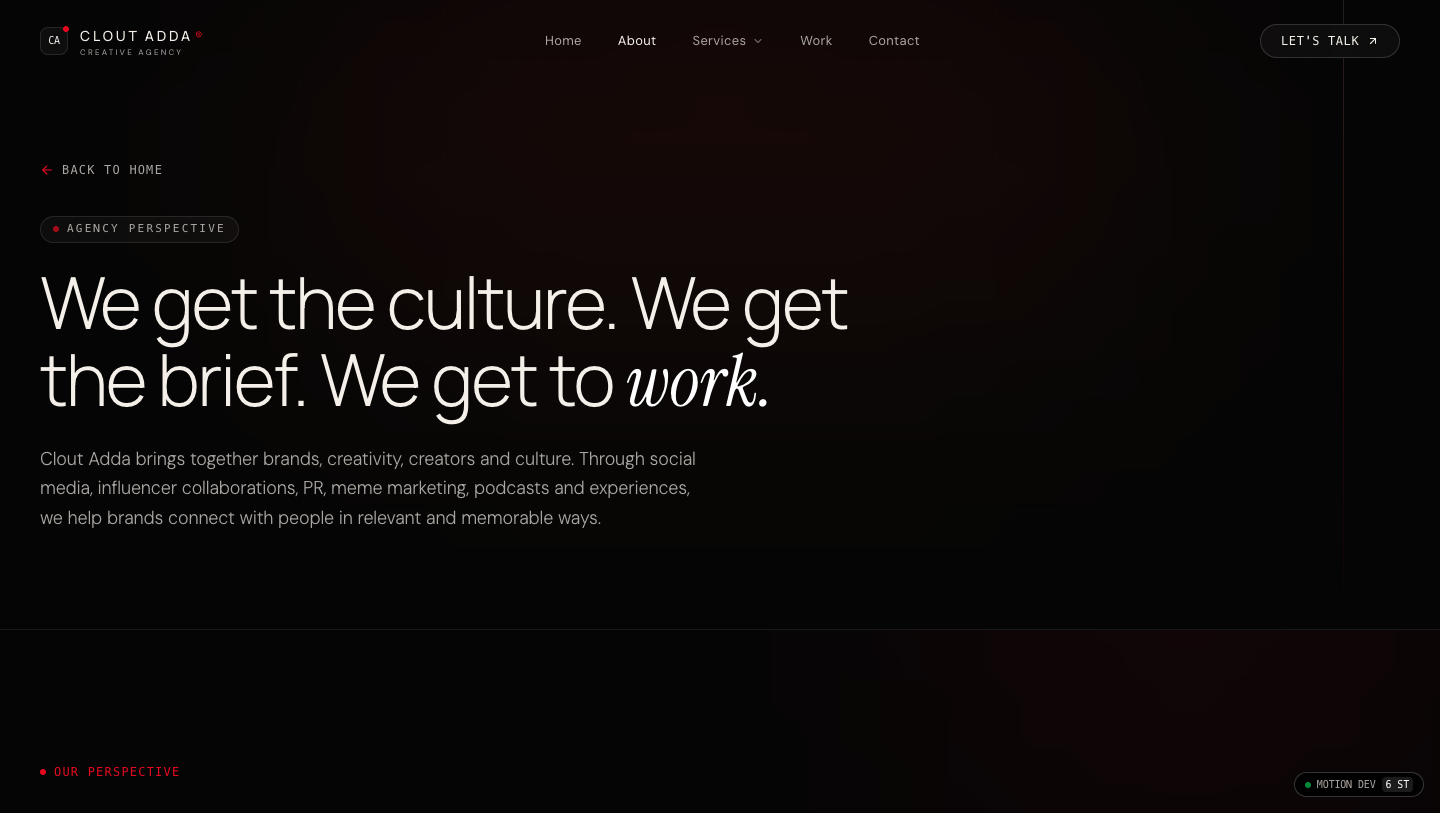 CA
CLOUT ADDA®
CREATIVE AGENCY
Home
About
Services
Work
Contact
LET'S TALK
BACK TO HOME
AGENCY PERSPECTIVE
We get the culture. We get
the brief. We get to work.
Clout Adda brings together brands, creativity, creators and culture. Through social
media, influencer collaborations, PR, meme marketing, podcasts and experiences,
we help brands connect with people in relevant and memorable ways.
OUR PERSPECTIVE
MOTION DEV 6 ST